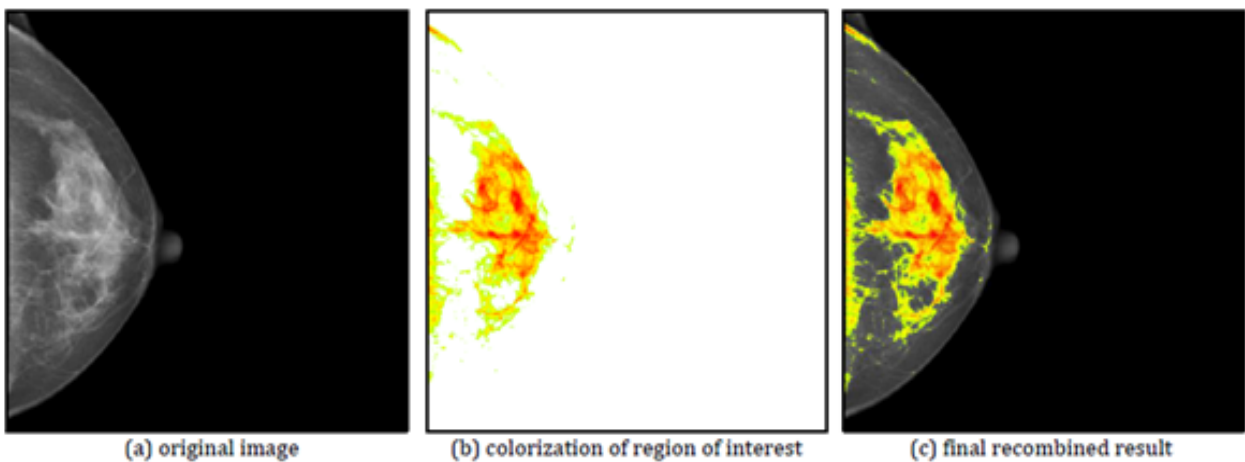 (a) original image
(b) colorization of region of interest
(c) final recombined result